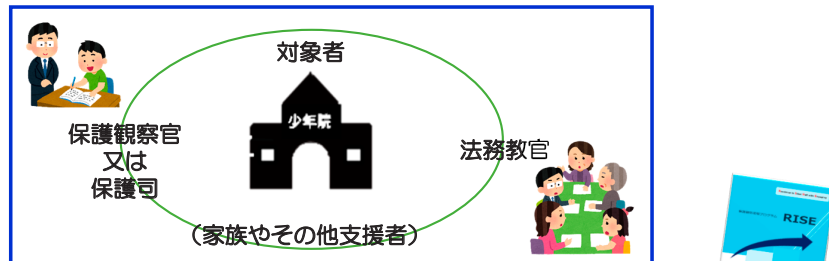 対象者
少年院
保護観察官
又は
保護司
法務教官
（家族やその他支援者）
RISE